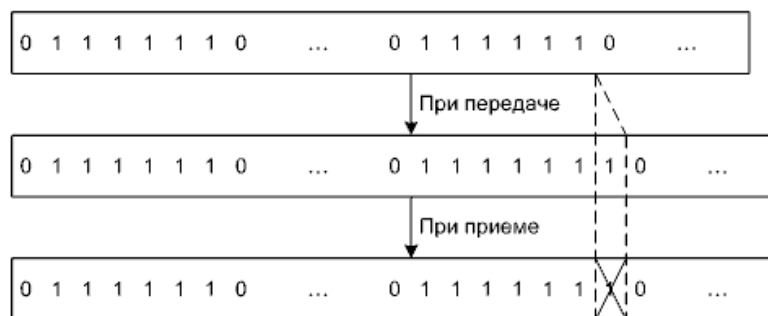 0 1 1 1 1 1 1 0 ... 0 1 1 1 1 1 1 0 ...
При передаче
0 1 1 1 1 1 1 0 ... 0 1 1 1 1 1 1 1 0 ...
При приеме
0 1 1 1 1 1 1 0 ... 0 1 1 1 1 1 1 1 0 ...